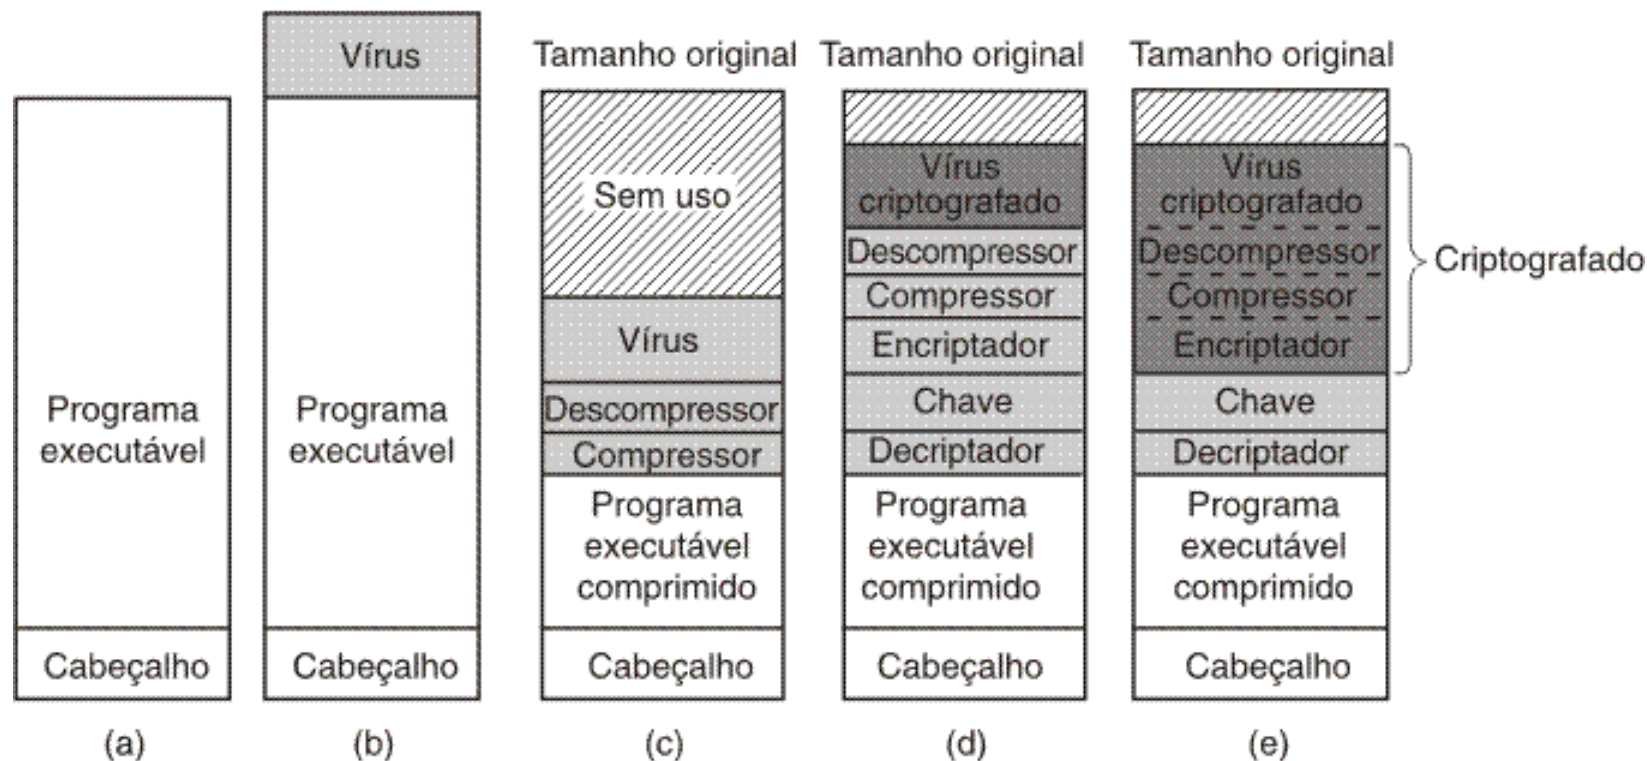 Programa
executável
Cabeçalho
(a)
Vírus
Programa
executável
Cabeçalho
(b)
Tamanho original
Sem uso
Vírus
Descompressor
Compressor
Programa
executável
comprimido
Cabeçalho
(c)
Tamanho original
Vírus
criptografado
Descompressor
Compressor
Encriptador
Chave
Decriptador
Programa
executável
comprimido
Cabeçalho
(d)
Tamanho original
Vírus
criptografado
Descompressor
Compressor
Encriptador
Chave
Decriptador
Programa
executável
comprimido
Cabeçalho
(e)
Criptografado